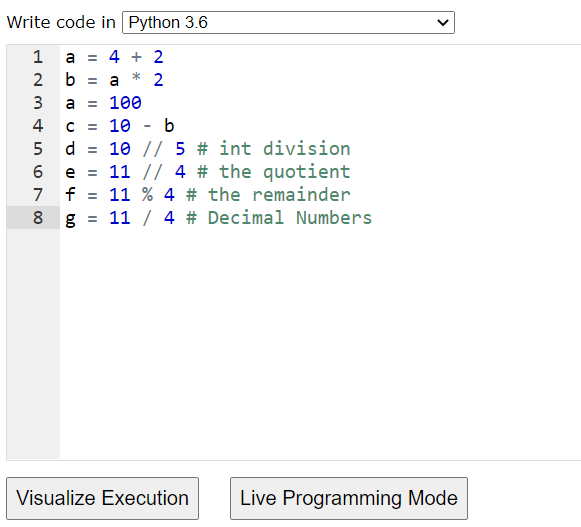 Write code in Python 3.6
1 a = 4 + 2
2 b = a * 2
3 a = 100
4 c = 10 - b
5 d = 10 // 5 # int division
6 e = 11 // 4 # the quotient
7 f = 11 % 4 # the remainder
8 g = 11 / 4 # Decimal Numbers
Visualize Execution Live Programming Mode